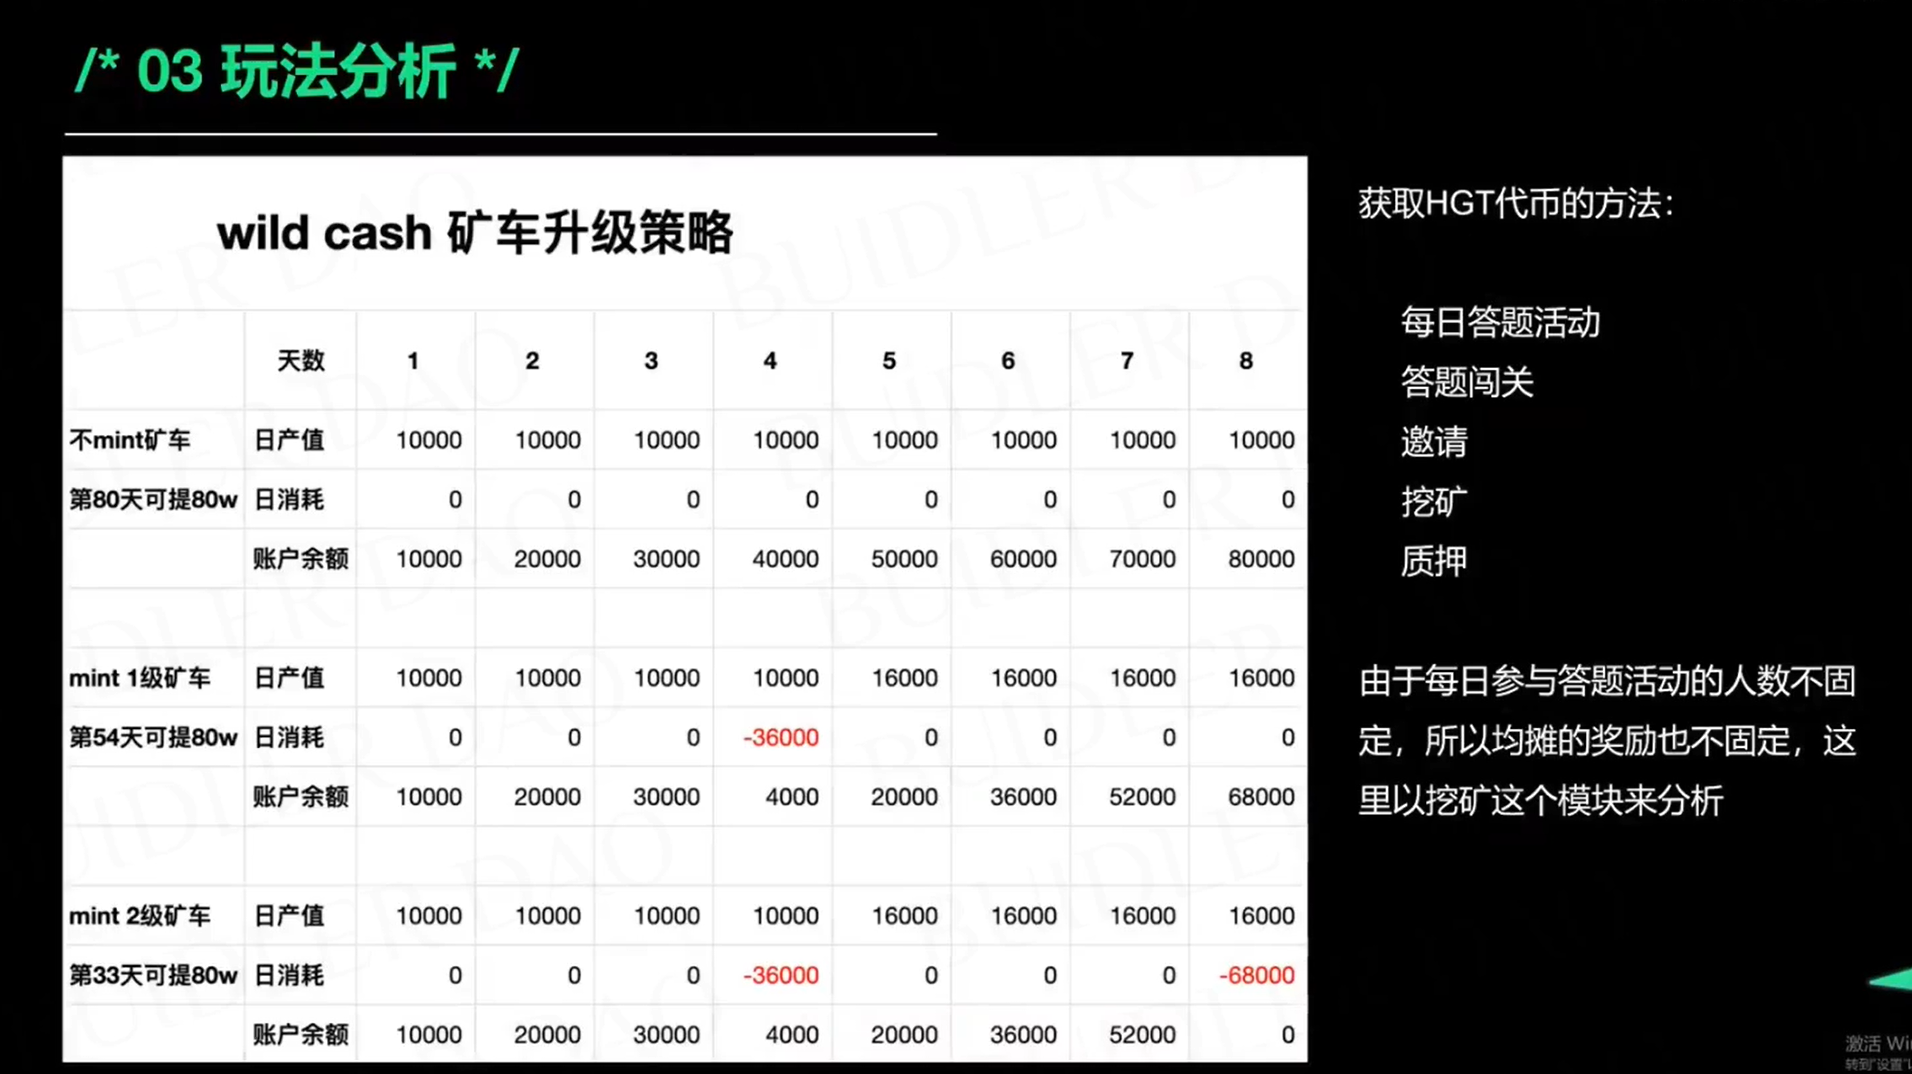 /* 03 玩法分析 */
wild cash 矿车升级策略
天数 1 2 3 4 5 6 7 8
不mint矿车 日产值 10000 10000 10000 10000 10000 10000 10000 10000
第80天可提80w 日消耗 0 0 0 0 0 0 0 0
账户余额 10000 20000 30000 40000 50000 60000 70000 80000
mint 1级矿车 日产值 10000 10000 10000 10000 16000 16000 16000 16000
第54天可提80w 日消耗 0 0 0 -36000 0 0 0 0
账户余额 10000 20000 30000 4000 20000 36000 52000 68000
mint 2级矿车 日产值 10000 10000 10000 10000 16000 16000 16000 16000
第33天可提80w 日消耗 0 0 0 -36000 0 0 0 -68000
账户余额 10000 20000 30000 4000 20000 36000 52000 0
获取HGT代币的方法：
每日答题活动
答题闯关
邀请
挖矿
质押
由于每日参与答题活动的人数不固
定，所以均摊的奖励也不固定，这
里以挖矿这个模块来分析
BUIDLER DAO
激活 Wi
转到"设置"